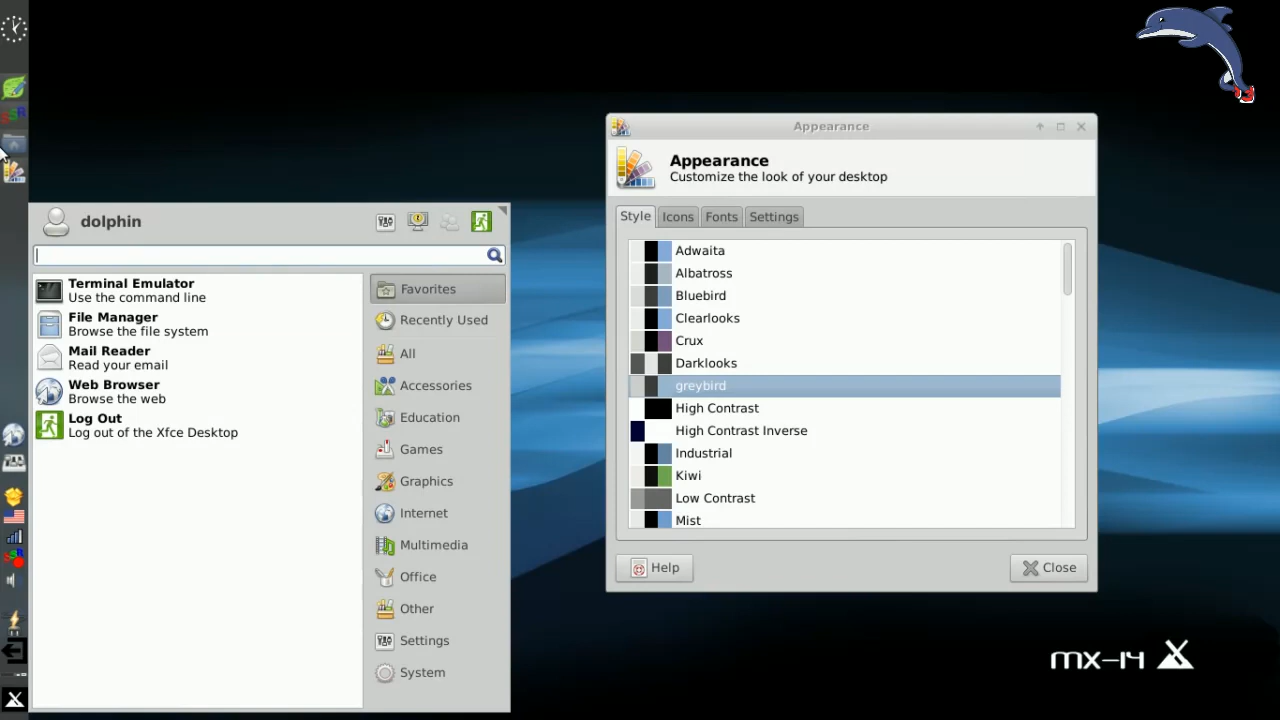 dolphin
Terminal Emulator
Use the command line
File Manager
Browse the file system
Mail Reader
Read your email
Web Browser
Browse the web
Log Out
Log out of the Xfce Desktop
Favorites
Recently Used
All
Accessories
Education
Games
Graphics
Internet
Multimedia
Office
Other
Settings
System
Appearance
Appearance
Customize the look of your desktop
Style Icons Fonts Settings
Adwaita
Albatross
Bluebird
Clearlooks
Crux
Darklooks
greybird
High Contrast
High Contrast Inverse
Industrial
Kiwi
Low Contrast
Mist
Help Close
mx-14